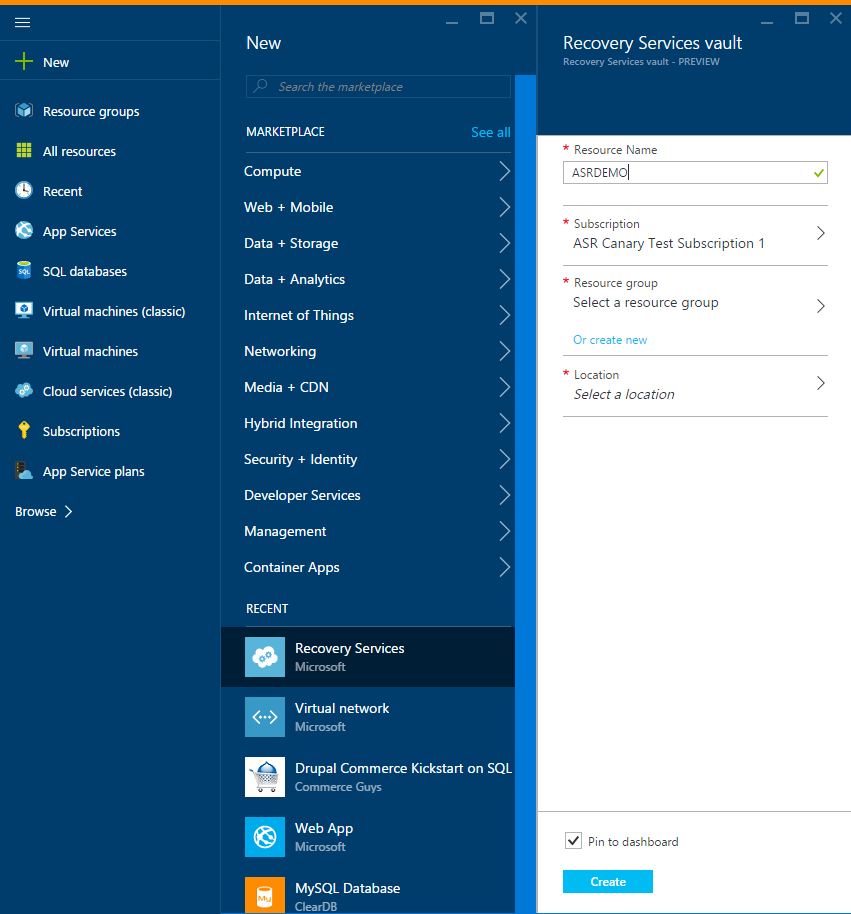 New
Resource groups
All resources
Recent
App Services
SQL databases
Virtual machines (classic)
Virtual machines
Cloud services (classic)
Subscriptions
App Service plans
Browse
New
Search the marketplace
MARKETPLACE See all
Compute
Web + Mobile
Data + Storage
Data + Analytics
Internet of Things
Networking
Media + CDN
Hybrid Integration
Security + Identity
Developer Services
Management
Container Apps
RECENT
Recovery Services
Microsoft
Virtual network
Microsoft
Drupal Commerce Kickstart on SQL
Commerce Guys
Web App
Microsoft
My
MySQL Database
ClearDB
Recovery Services vault
Recovery Services vault - PREVIEW
* Resource Name
ASRDEMO
* Subscription
ASR Canary Test Subscription 1
* Resource group
Select a resource group
Or create new
* Location
Select a location
Pin to dashboard
Create